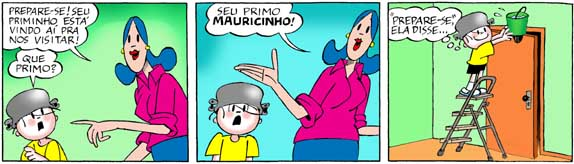 PREPARE-SE! SEU
PRIMINHO ESTÁ
VINDO AÍ PRA
NOS VISITAR!
QUE
PRIMO?
SEU PRIMO
MAURICINHO!
"PREPARE-SE,"
ELA DISSE...